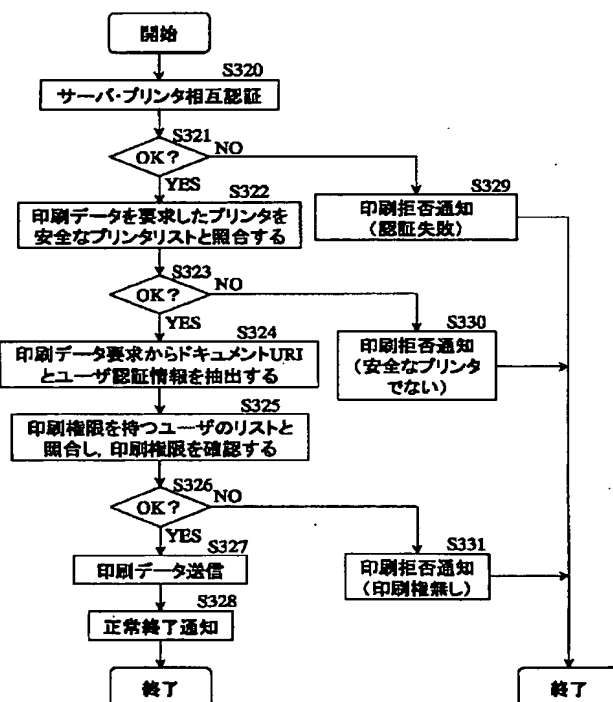 開始
S320
サーバ・プリンタ相互認証
S321
OK？
NO
YES
S322
印刷データを要求したプリンタを
安全なプリンタリストと照合する
S329
印刷拒否通知
（認証失敗）
S323
OK？
NO
YES
S324
印刷データ要求からドキュメントURI
とユーザ認証情報を抽出する
S330
印刷拒否通知
（安全なプリンタ
でない）
S325
印刷権限を持つユーザのリストと
照合し，印刷権限を確認する
S326
OK？
NO
YES
S327
印刷データ送信
S331
印刷拒否通知
（印刷権無し）
S328
正常終了通知
終了
終了